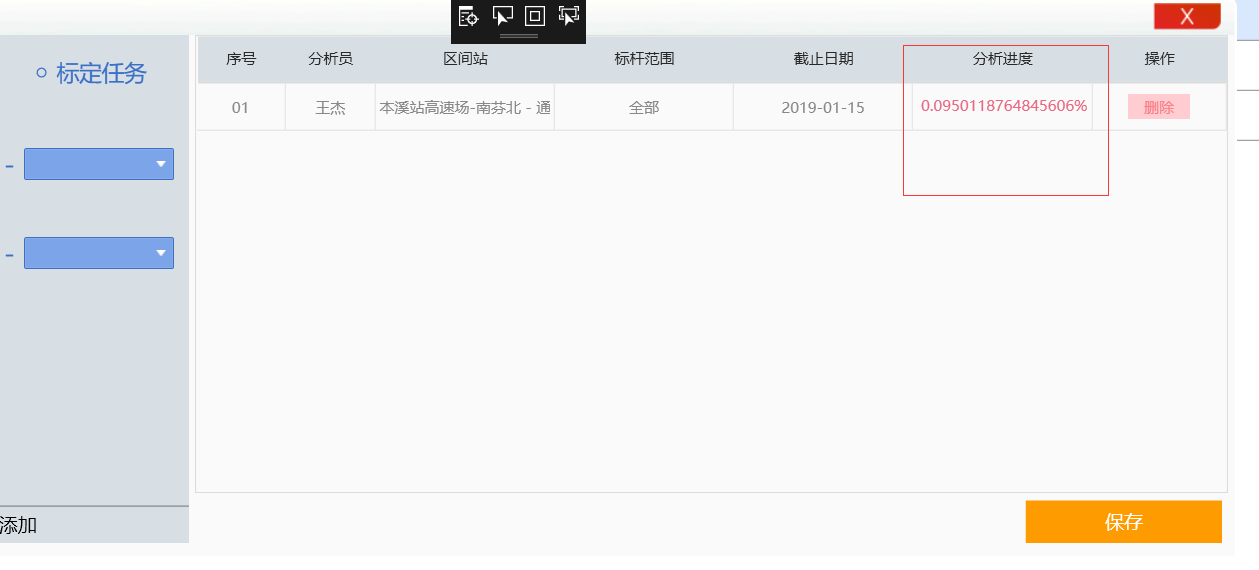 X
标定任务
序号 分析员 区间站 标杆范围 截止日期 分析进度 操作
01 王杰 本溪站高速场-南芬北 - 通 全部 2019-01-15 0.0950118764845606% 删除
-
-
添加
保存